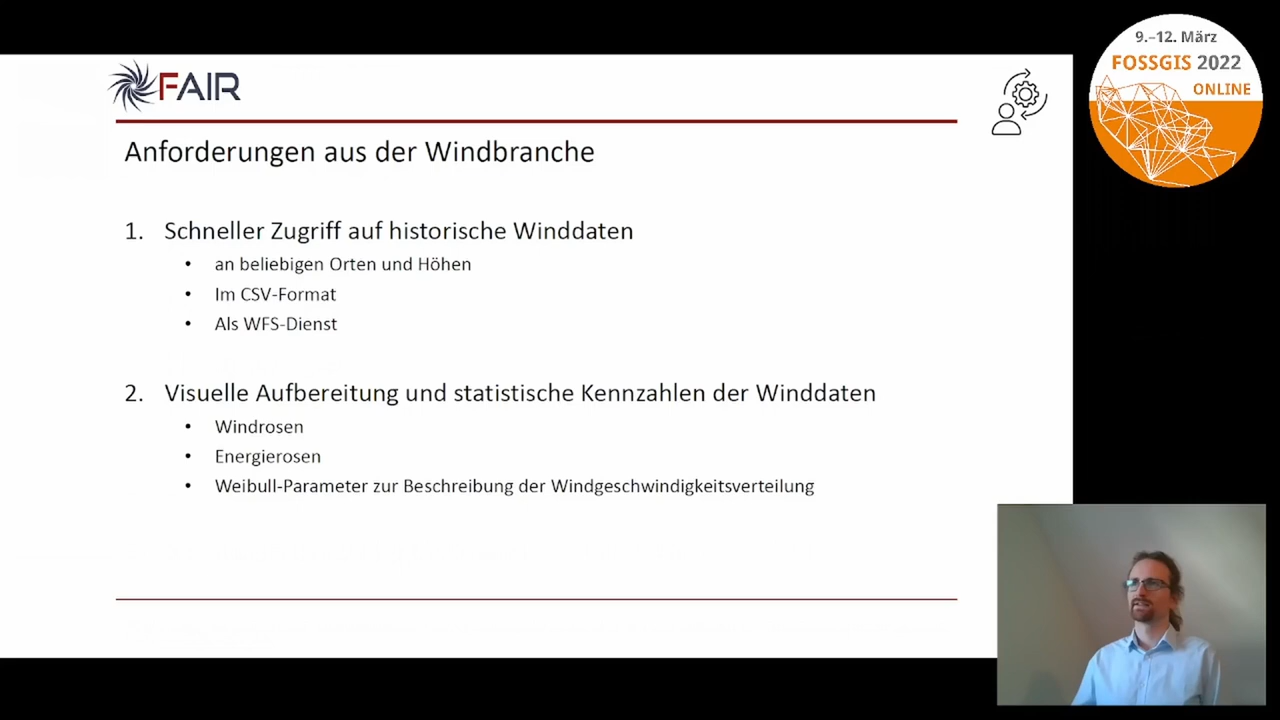 9.–12. März
FOSSGIS 2022
ONLINE
FAIR
Anforderungen aus der Windbranche
1. Schneller Zugriff auf historische Winddaten
• an beliebigen Orten und Höhen
• Im CSV-Format
• Als WFS-Dienst
2. Visuelle Aufbereitung und statistische Kennzahlen der Winddaten
• Windrosen
• Energierosen
• Weibull-Parameter zur Beschreibung der Windgeschwindigkeitsverteilung